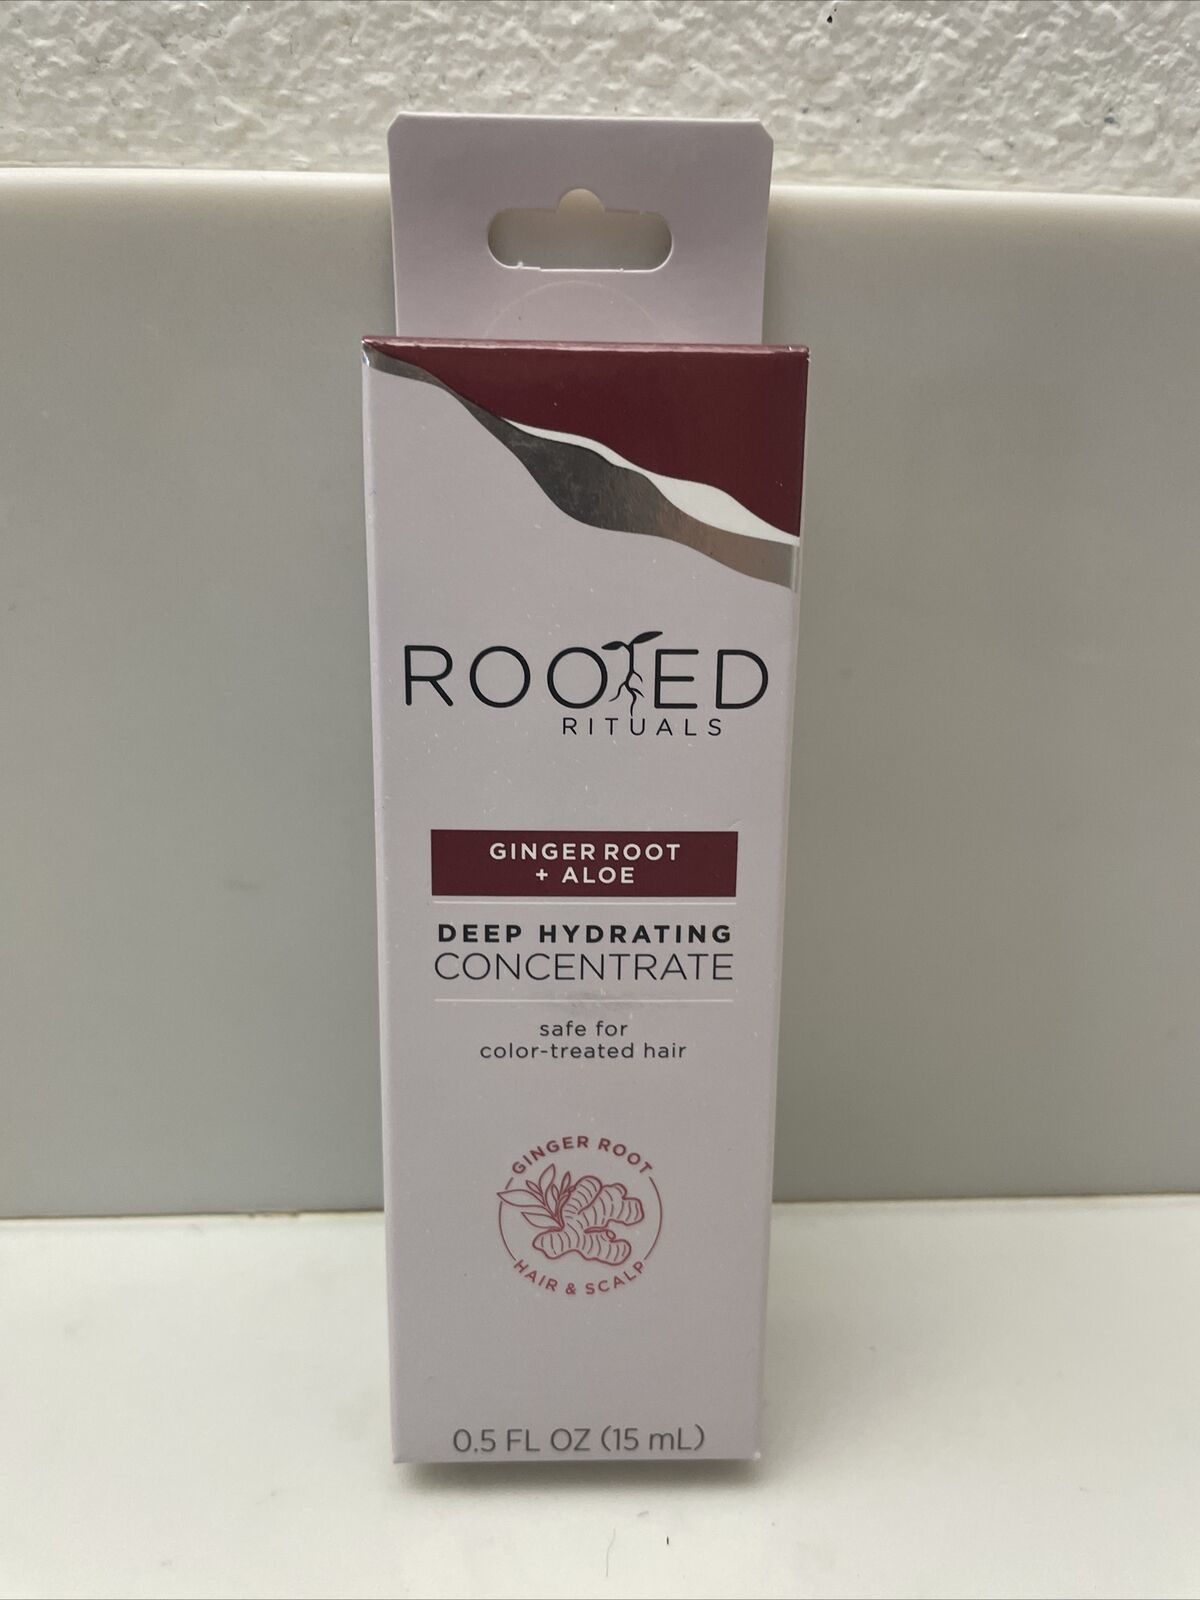 ROOTED
RITUALS
GINGER ROOT
+ ALOE
DEEP HYDRATING
CONCENTRATE
safe for
color-treated hair
GINGER ROOT
HAIR & SCALP
0.5 FL OZ (15 mL)